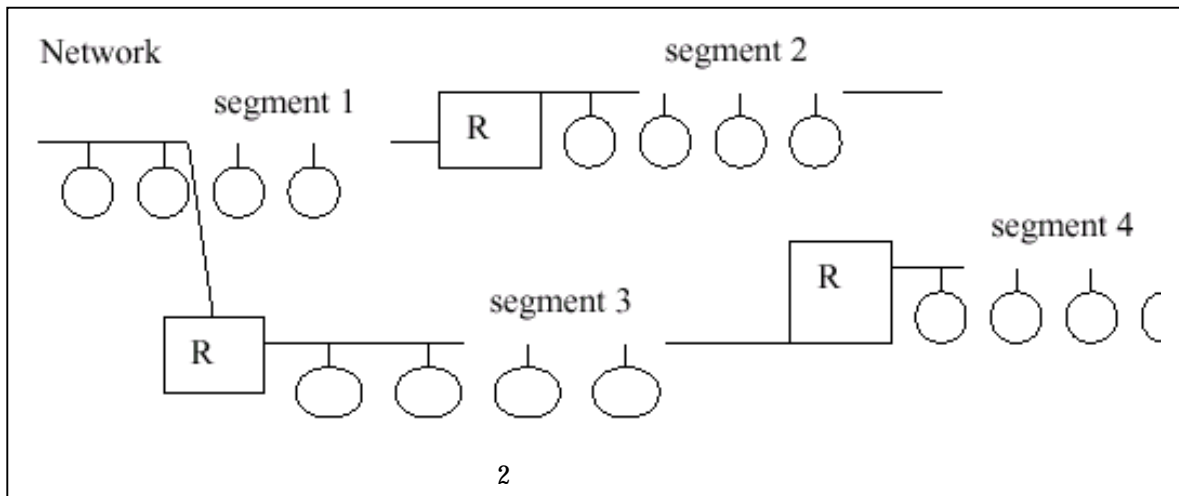 Network
segment 2
segment 1
R
R
segment 4
R
segment 3
R
2